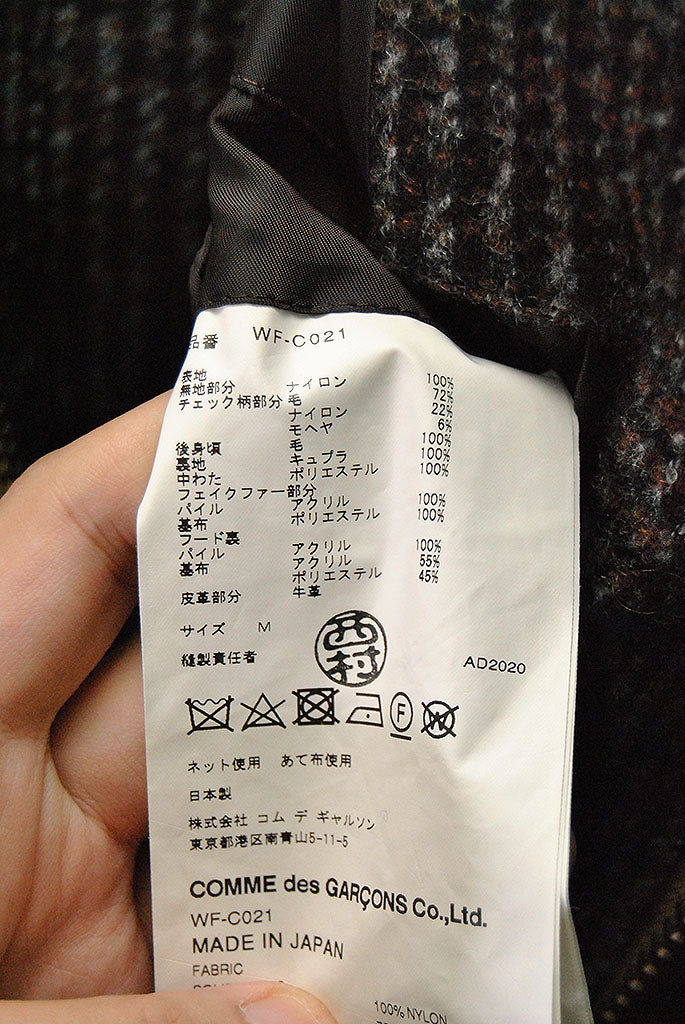 品番 WF-C021
表地
無地部分 ナイロン 100%
チェック柄部分 毛 72%
ナイロン 22%
モヘヤ 6%
後身頃 毛 100%
裏地 キュプラ 100%
中わた ポリエステル 100%
フェイクファー部分
パイル アクリル 100%
基布 ポリエステル 100%
フード裏
パイル アクリル 100%
基布 アクリル 55%
ポリエステル 45%
皮革部分 牛革
サイズ M
縫製責任者 西村 AD2020
F W
ネット使用 あて布使用
日本製
株式会社 コム デ ギャルソン
東京都港区南青山5-11-5
COMME des GARÇONS Co.,Ltd.
WF-C021
MADE IN JAPAN
FABRIC
100% NYLON